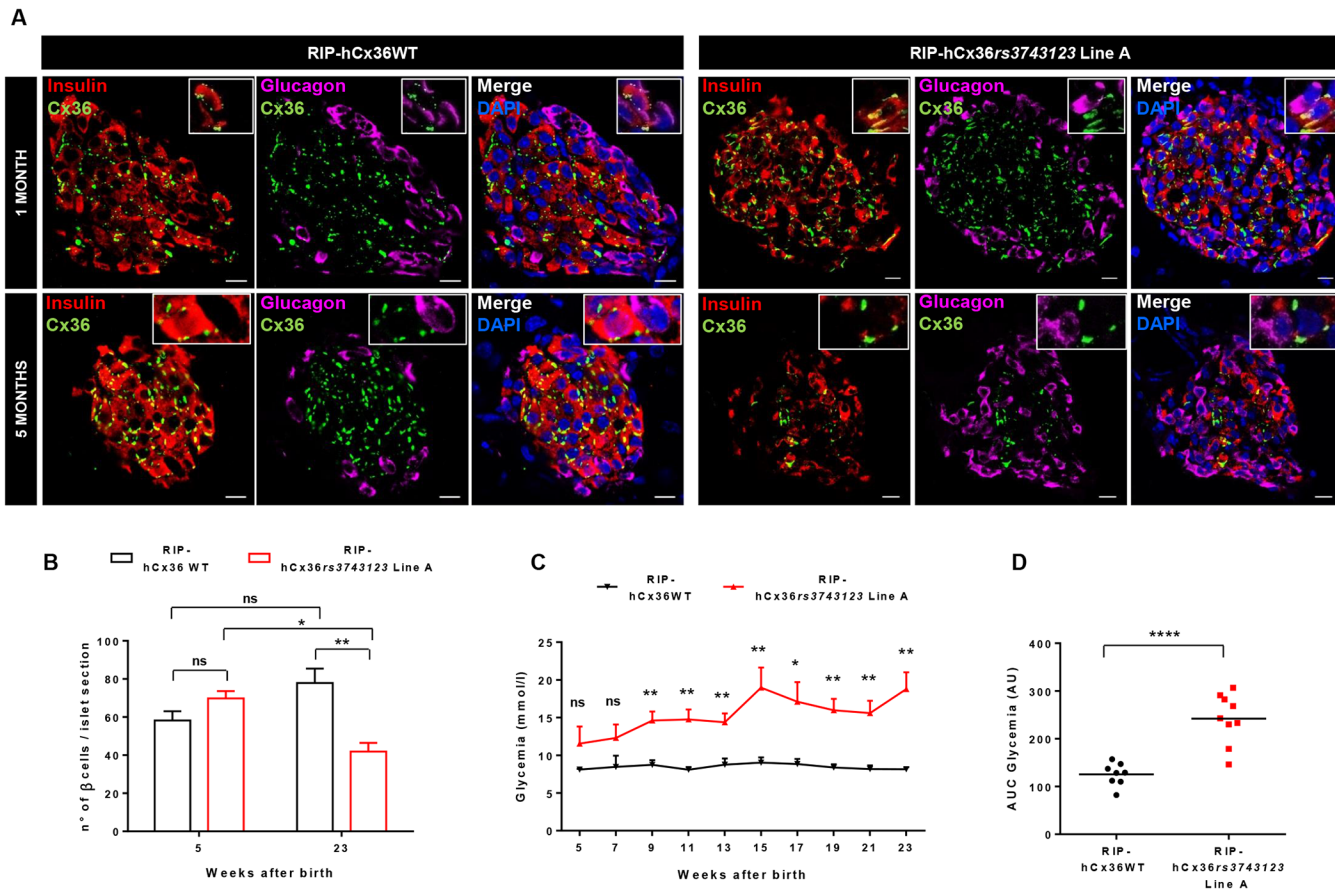 A
RIP-hCx36WT
RIP-hCx36rs3743123 Line A
1 MONTH
Insulin
Cx36
Glucagon
Cx36
Merge
DAPI
Insulin
Cx36
Glucagon
Cx36
Merge
DAPI
5 MONTHS
Insulin
Cx36
Glucagon
Cx36
Merge
DAPI
Insulin
Cx36
Glucagon
Cx36
Merge
DAPI
B
RIP-
hCx36 WT
RIP-
hCx36rs3743123 Line A
ns
*
ns
**
n° of β cells / islet section
100
80
60
40
20
0
5
23
Weeks after birth
C
RIP-
hCx36WT
RIP-
hCx36rs3743123 Line A
Glycemia (mmol/l)
25
20
15
10
5
0
ns
ns
**
**
**
**
*
**
**
**
5 7 9 11 13 15 17 19 21 23
Weeks after birth
D
****
AUC Glycemia (AU)
400
300
200
100
0
RIP-
hCx36WT
RIP-
hCx36rs3743123
Line A